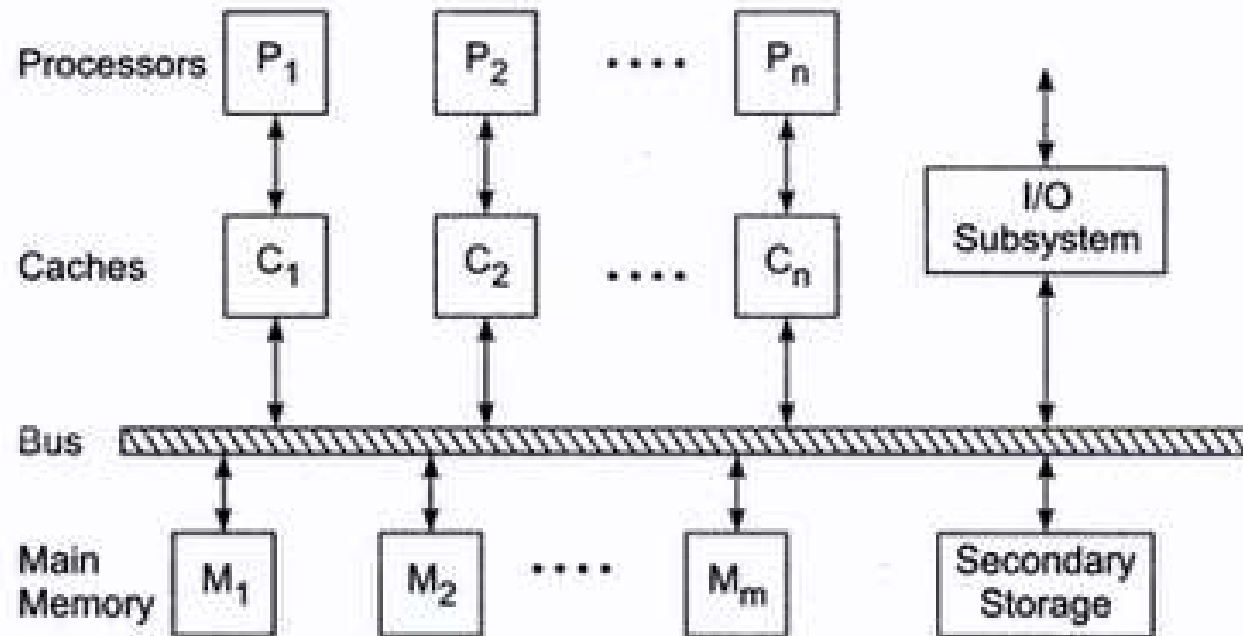 Processors P₁ P₂ .... Pₙ
I/O
Subsystem
Caches C₁ C₂ .... Cₙ
Bus
Main
Memory M₁ M₂ .... Mₘ
Secondary
Storage